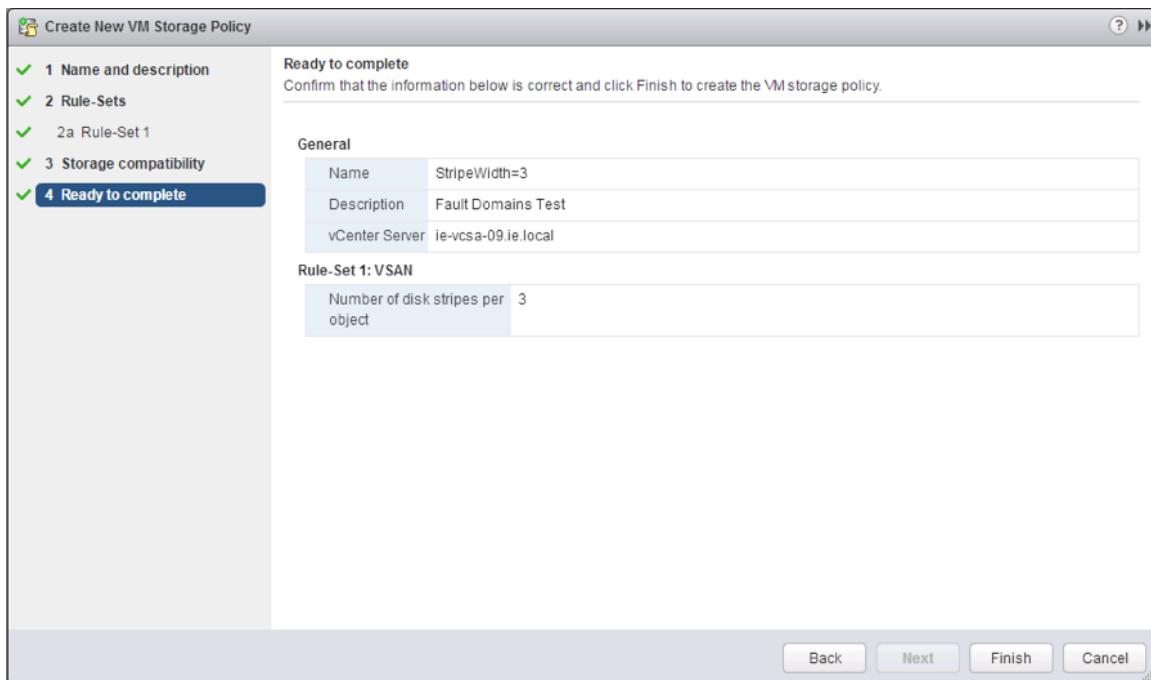 Create New VM Storage Policy
?
1 Name and description
2 Rule-Sets
2a Rule-Set 1
3 Storage compatibility
4 Ready to complete
Ready to complete
Confirm that the information below is correct and click Finish to create the VM storage policy.
General
Name StripeWidth=3
Description Fault Domains Test
vCenter Server ie-vcsa-09.ie.local
Rule-Set 1: VSAN
Number of disk stripes per 3
object
Back Next Finish Cancel